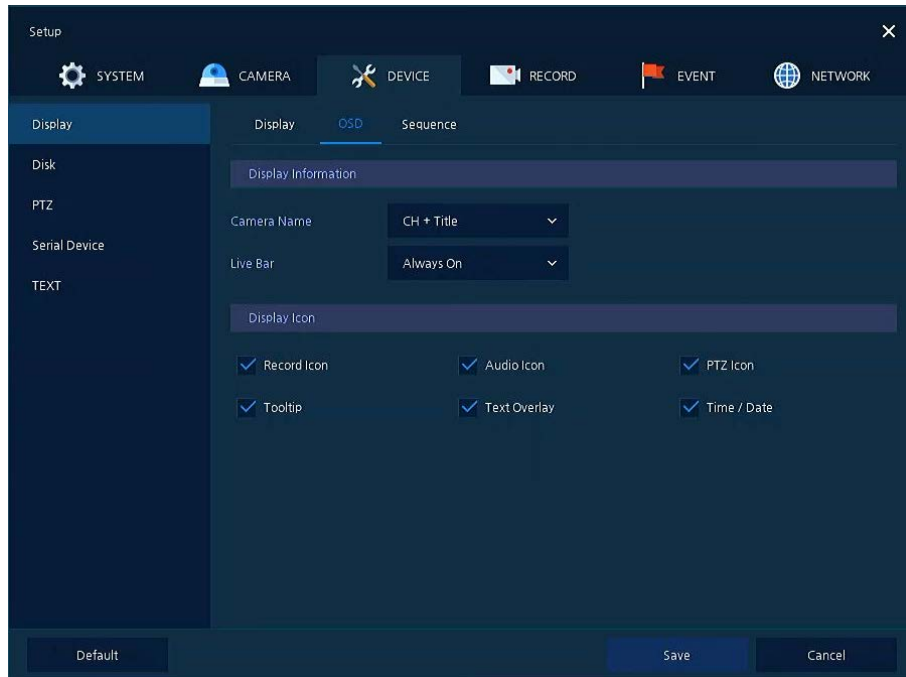 Setup
SYSTEM CAMERA DEVICE RECORD EVENT NETWORK
Display
Disk
PTZ
Serial Device
TEXT
Display OSD Sequence
Display Information
Camera Name CH + Title
Live Bar Always On
Display Icon
Record Icon Audio Icon PTZ Icon
Tooltip Text Overlay Time / Date
Default Save Cancel